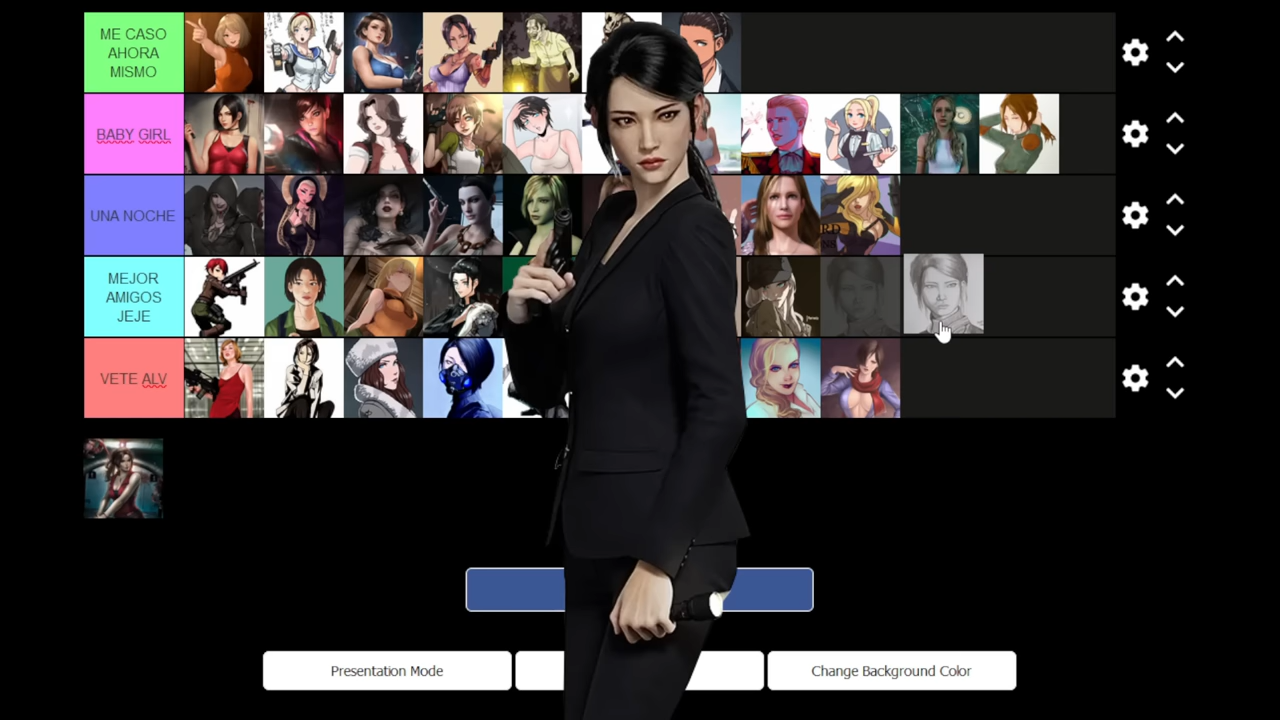 ME CASO
AHORA
MISMO
BABY GIRL
UNA NOCHE
MEJOR
AMIGOS
JEJE
VETE ALV
Presentation Mode
Change Background Color